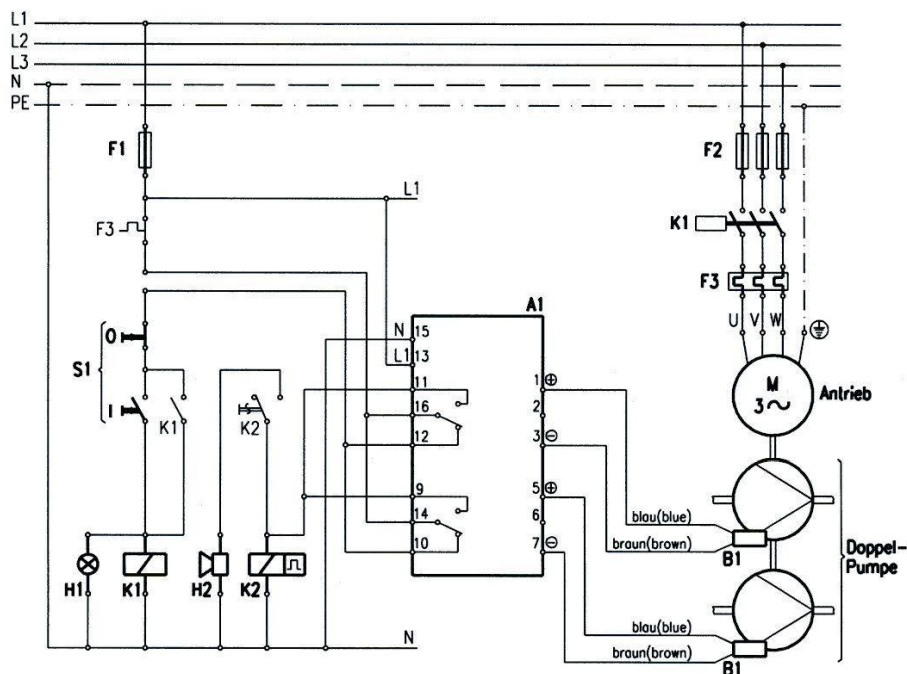 L1
L2
L3
N
PE
F1
F2
L1
F3
K1
F3
A1
U V W
N 15
L1 13
O
S1
I
K1
K2
11
16
12
9
14
10
1
2
3
5
6
7
M
3~
Antrieb
blau(blue)
braun(brown)
B1
Doppel-
Pumpe
blau(blue)
braun(brown)
B1
H1
K1
H2
K2
N